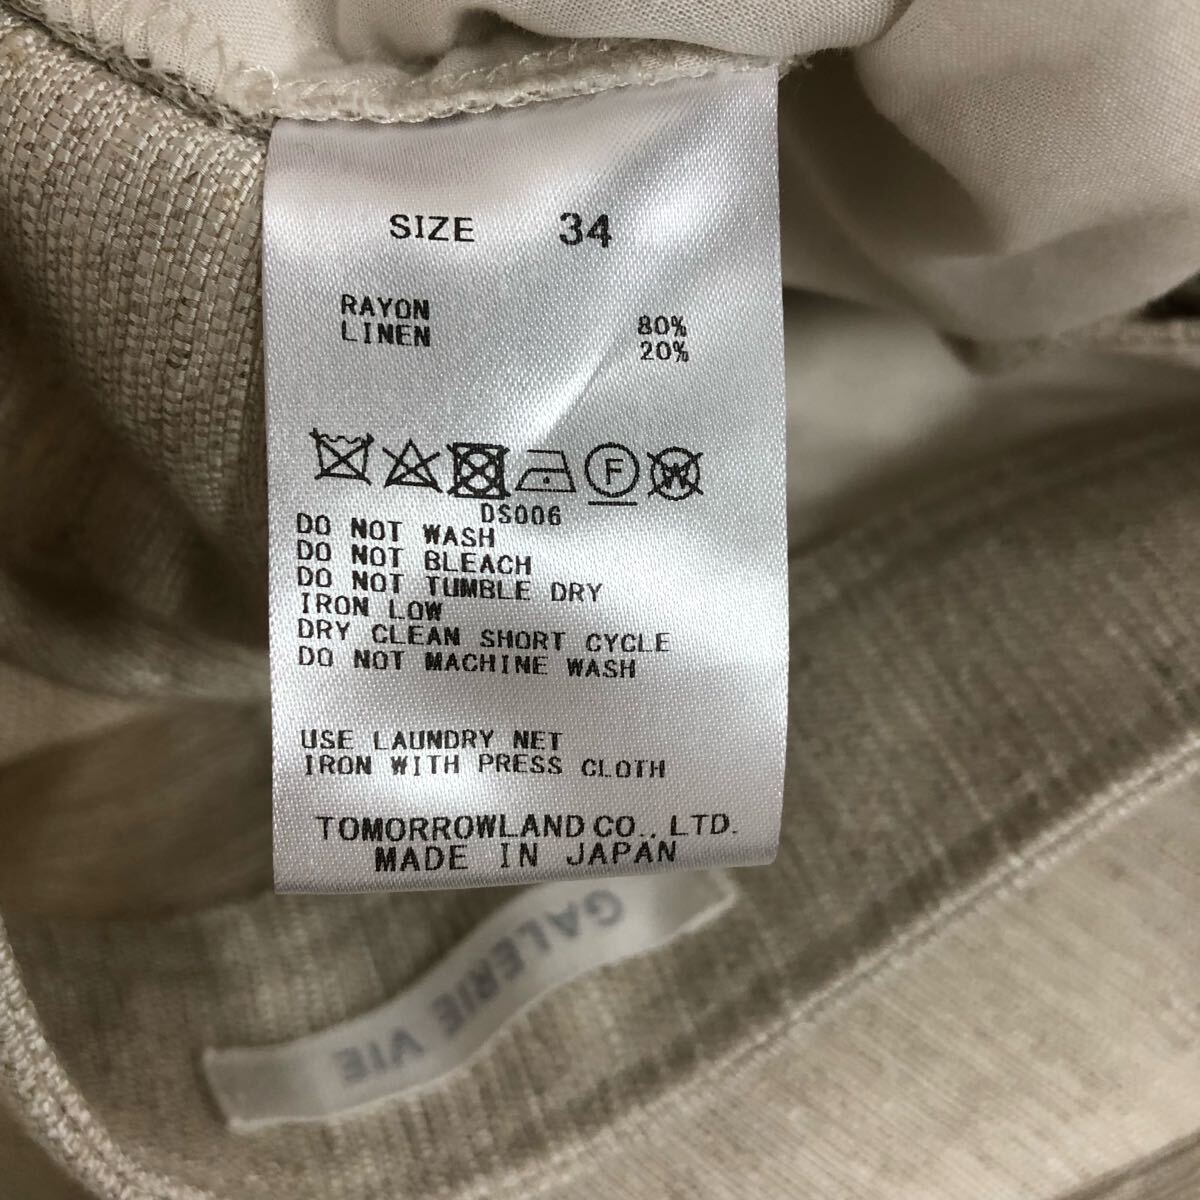 SIZE 34
RAYON 80%
LINEN 20%
F W
DS006
DO NOT WASH
DO NOT BLEACH
DO NOT TUMBLE DRY
IRON LOW
DRY CLEAN SHORT CYCLE
DO NOT MACHINE WASH
USE LAUNDRY NET
IRON WITH PRESS CLOTH
TOMORROWLAND CO., LTD.
MADE IN JAPAN
GALERIE VIE